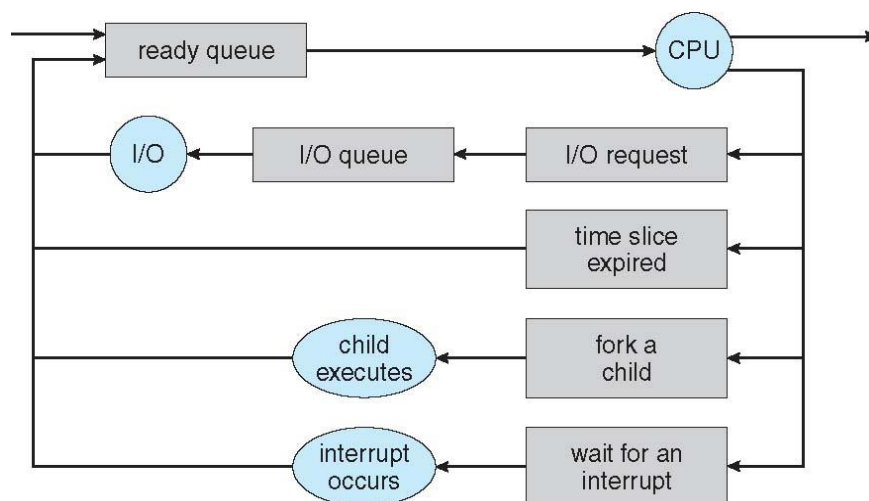 ready queue
CPU
I/O
I/O queue
I/O request
time slice
expired
child
executes
fork a
child
interrupt
occurs
wait for an
interrupt